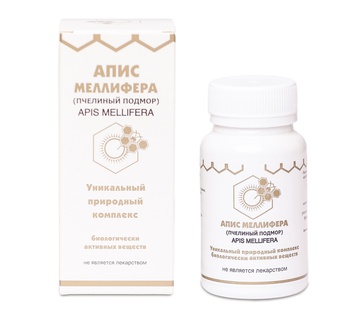 АПИС
МЕЛЛИФЕРА
(ПЧЕЛИНЫЙ ПОДМОР)
APIS MELLIFERA
Уникальный
природный
комплекс
биологически
активных веществ
не является лекарством
АПИС МЕЛЛИФЕРА
(ПЧЕЛИНЫЙ ПОДМОР)
APIS MELLIFERA
Уникальный природный комплекс
биологически активных веществ
не является лекарством